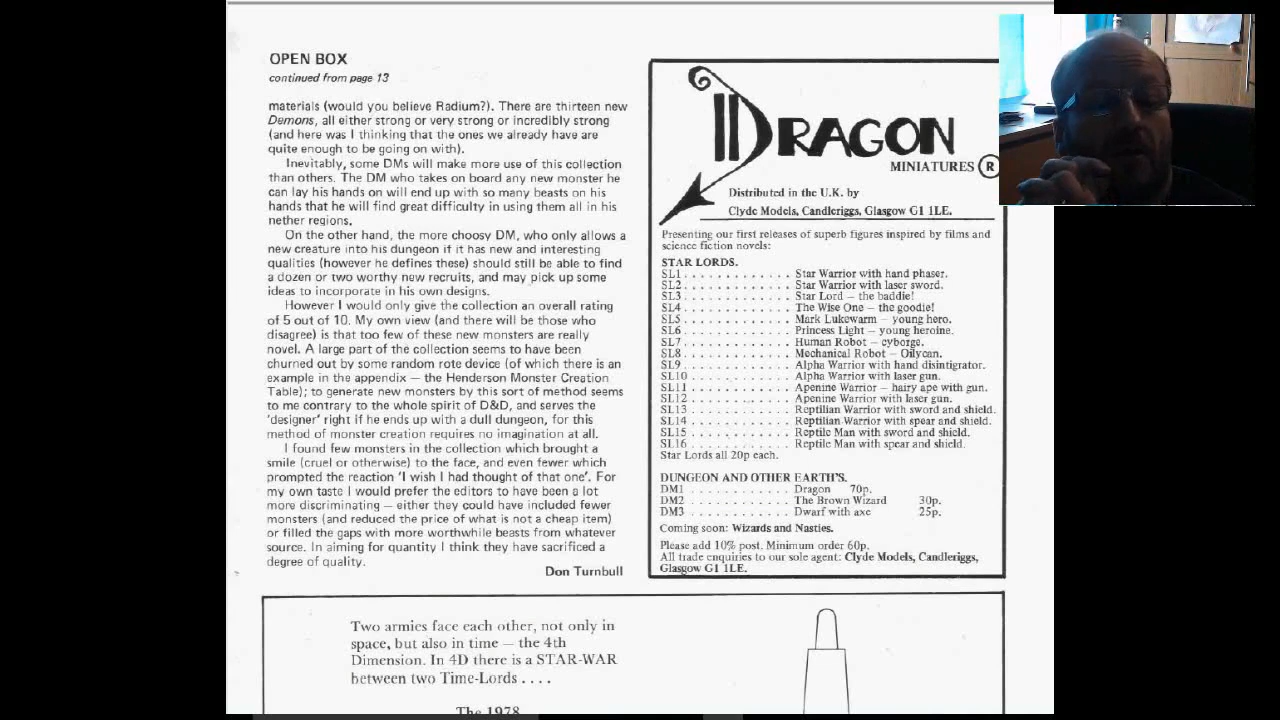 OPEN BOX
continued from page 13
materials (would you believe Radium?). There are thirteen new
Demons, all either strong or very strong or incredibly strong
(and here was I thinking that the ones we already have are
quite enough to be going on with).
Inevitably, some DMs will make more use of this collection
than others. The DM who takes on board any new monster he
can lay his hands on will end up with so many beasts on his
hands that he will find great difficulty in using them all in his
nether regions.
On the other hand, the more choosy DM, who only allows a
new creature into his dungeon if it has new and interesting
qualities (however he defines these) should still be able to find
a dozen or two worthy new recruits, and may pick up some
ideas to incorporate in his own designs.
However I would only give the collection an overall rating
of 5 out of 10. My own view (and there will be those who
disagree) is that too few of these new monsters are really
novel. A large part of the collection seems to have been
churned out by some random rote device (of which there is an
example in the appendix — the Henderson Monster Creation
Table); to generate new monsters by this sort of method seems
to me contrary to the whole spirit of D&D, and serves the
'designer' right if he ends up with a dull dungeon, for this
method of monster creation requires no imagination at all.
I found few monsters in the collection which brought a
smile (cruel or otherwise) to the face, and even fewer which
prompted the reaction 'I wish I had thought of that one'. For
my own taste I would prefer the editors to have been a lot
more discriminating — either they could have included fewer
monsters (and reduced the price of what is not a cheap item)
or filled the gaps with more worthwhile beasts from whatever
source. In aiming for quantity I think they have sacrificed a
degree of quality.
Don Turnbull
DRAGON
MINIATURES ®
Distributed in the U.K. by
Clyde Models, Candleriggs, Glasgow G1 1LE.
Presenting our first releases of superb figures inspired by films and
science fiction novels:
STAR LORDS.
SL1 . . . . . . . . . . . . . Star Warrior with hand phaser.
SL2 . . . . . . . . . . . . . Star Warrior with laser sword.
SL3 . . . . . . . . . . . . . Star Lord — the baddie!
SL4 . . . . . . . . . . . . . The Wise One — the goodie!
SL5 . . . . . . . . . . . . . Mark Lukewarm — young hero.
SL6 . . . . . . . . . . . . . Princess Light — young heroine.
SL7 . . . . . . . . . . . . . Human Robot — cyborge.
SL8 . . . . . . . . . . . . . Mechanical Robot — Oilycan.
SL9 . . . . . . . . . . . . . Alpha Warrior with hand disintigrator.
SL10 . . . . . . . . . . . . Alpha Warrior with laser gun.
SL11 . . . . . . . . . . . . Apenine Warrior — hairy ape with gun.
SL12 . . . . . . . . . . . . Apenine Warrior with laser gun.
SL13 . . . . . . . . . . . . Reptilian Warrior with sword and shield.
SL14 . . . . . . . . . . . . Reptilian Warrior with spear and shield.
SL15 . . . . . . . . . . . . Reptile Man with sword and shield.
SL16 . . . . . . . . . . . . Reptile Man with spear and shield.
Star Lords all 20p each.
DUNGEON AND OTHER EARTH'S.
DM1 . . . . . . . . . . . . Dragon 70p.
DM2 . . . . . . . . . . . . The Brown Wizard 30p.
DM3 . . . . . . . . . . . . Dwarf with axe 25p.
Coming soon: Wizards and Nasties.
Please add 10% post. Minimum order 60p.
All trade enquiries to our sole agent: Clyde Models, Candleriggs,
Glasgow G1 1LE.
Two armies face each other, not only in
space, but also in time — the 4th
Dimension. In 4D there is a STAR-WAR
between two Time-Lords . . . .
The 1978